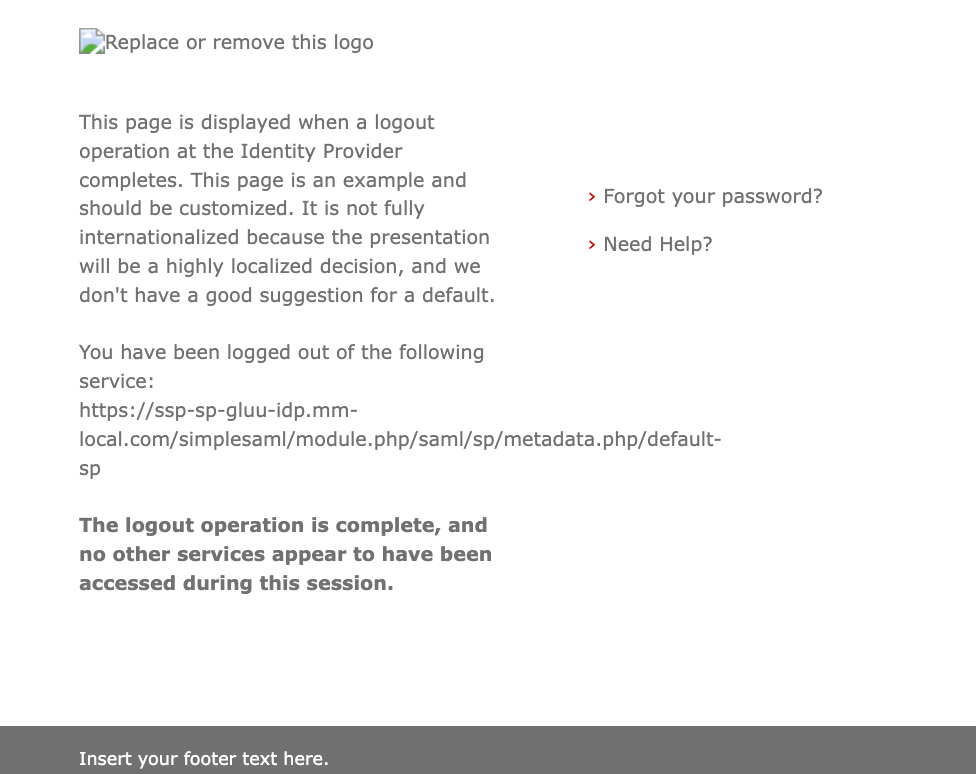 Replace or remove this logo
This page is displayed when a logout
operation at the Identity Provider
completes. This page is an example and
should be customized. It is not fully
internationalized because the presentation
will be a highly localized decision, and we
don't have a good suggestion for a default.
› Forgot your password?
› Need Help?
You have been logged out of the following
service:
https://ssp-sp-gluu-idp.mm-
local.com/simplesaml/module.php/saml/sp/metadata.php/default-
sp
The logout operation is complete, and
no other services appear to have been
accessed during this session.
Insert your footer text here.